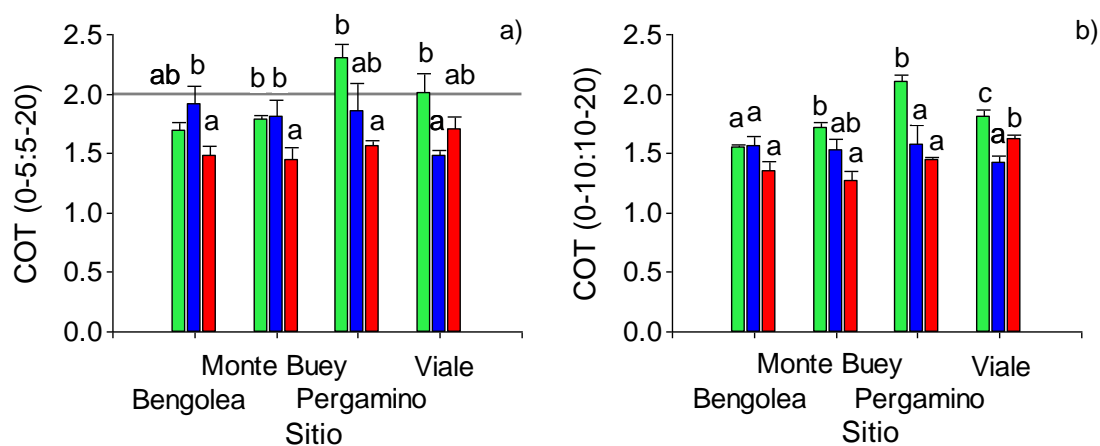 a)
COT (0-5:5-20)
2.5
2.0
1.5
1.0
0.5
0.0
ab b a
b b a
b ab a
b a ab
Monte Buey Viale
Bengolea Pergamino
Sitio
b)
COT (0-10:10-20)
2.5
2.0
1.5
1.0
0.5
0.0
a a a
b ab a
b a a
c a b
Monte Buey Viale
Bengolea Pergamino
Sitio